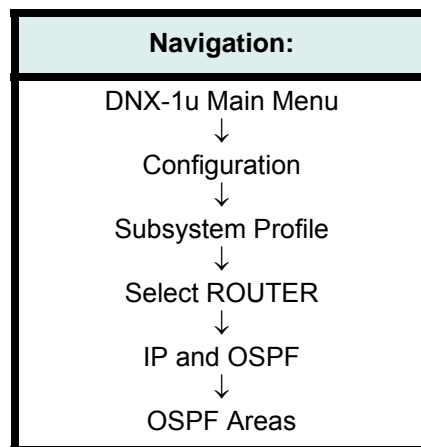 Navigation:
DNX-1u Main Menu
↓
Configuration
↓
Subsystem Profile
↓
Select ROUTER
↓
IP and OSPF
↓
OSPF Areas